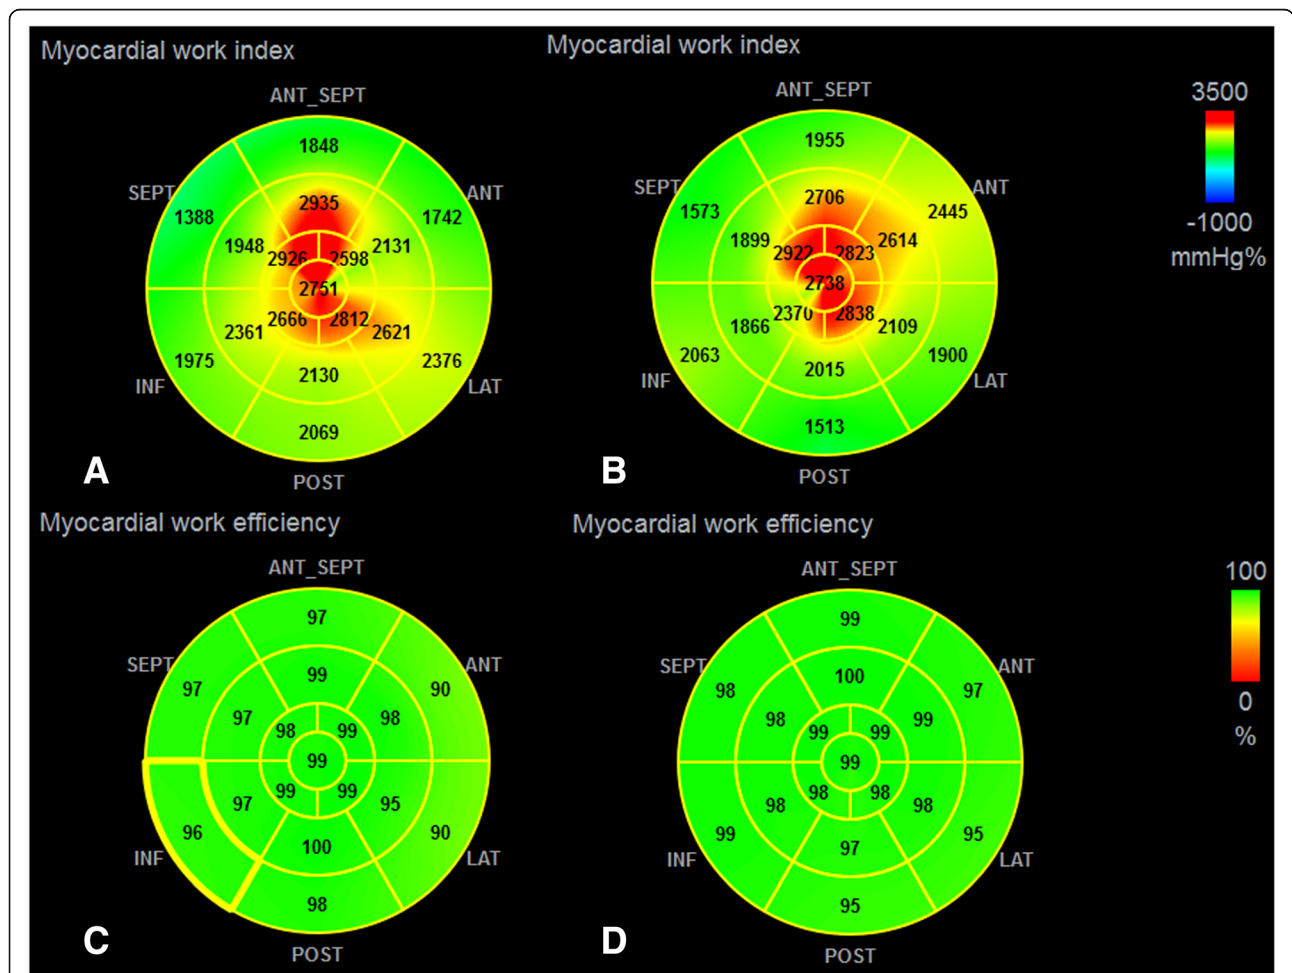 Myocardial work index
ANT_SEPT
1848
SEPT
ANT
1388
1742
2935
1948
2131
2926
2598
2751
2666
2812
2361
2621
1975
2376
2130
INF
LAT
2069
POST
A
Myocardial work index
ANT_SEPT
1955
SEPT
ANT
1573
2445
2706
1899
2614
2922
2823
2738
2370
2838
1866
2109
2063
1900
2015
INF
LAT
1513
POST
B
3500
-1000
mmHg%
Myocardial work efficiency
ANT_SEPT
97
SEPT
ANT
97
90
99
97
98
98
99
99
99
99
97
95
96
90
100
INF
LAT
98
POST
C
Myocardial work efficiency
ANT_SEPT
99
SEPT
ANT
98
97
100
98
99
99
99
99
98
98
98
98
99
95
97
INF
LAT
95
POST
D
100
0
%